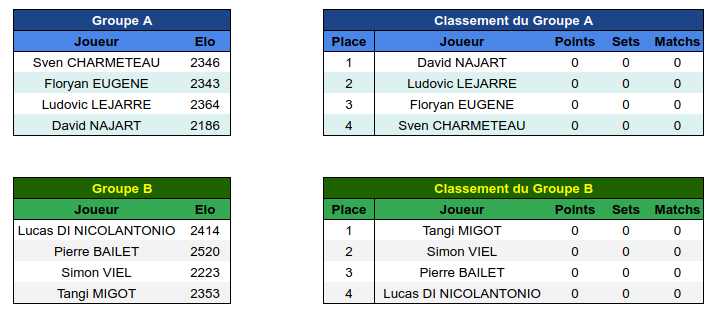 Groupe A
Joueur Elo
Sven CHARMETEAU 2346
Floryan EUGENE 2343
Ludovic LEJARRE 2364
David NAJART 2186
Classement du Groupe A
Place Joueur Points Sets Matchs
1 David NAJART 0 0 0
2 Ludovic LEJARRE 0 0 0
3 Floryan EUGENE 0 0 0
4 Sven CHARMETEAU 0 0 0
Groupe B
Joueur Elo
Lucas DI NICOLANTONIO 2414
Pierre BAILET 2520
Simon VIEL 2223
Tangi MIGOT 2353
Classement du Groupe B
Place Joueur Points Sets Matchs
1 Tangi MIGOT 0 0 0
2 Simon VIEL 0 0 0
3 Pierre BAILET 0 0 0
4 Lucas DI NICOLANTONIO 0 0 0